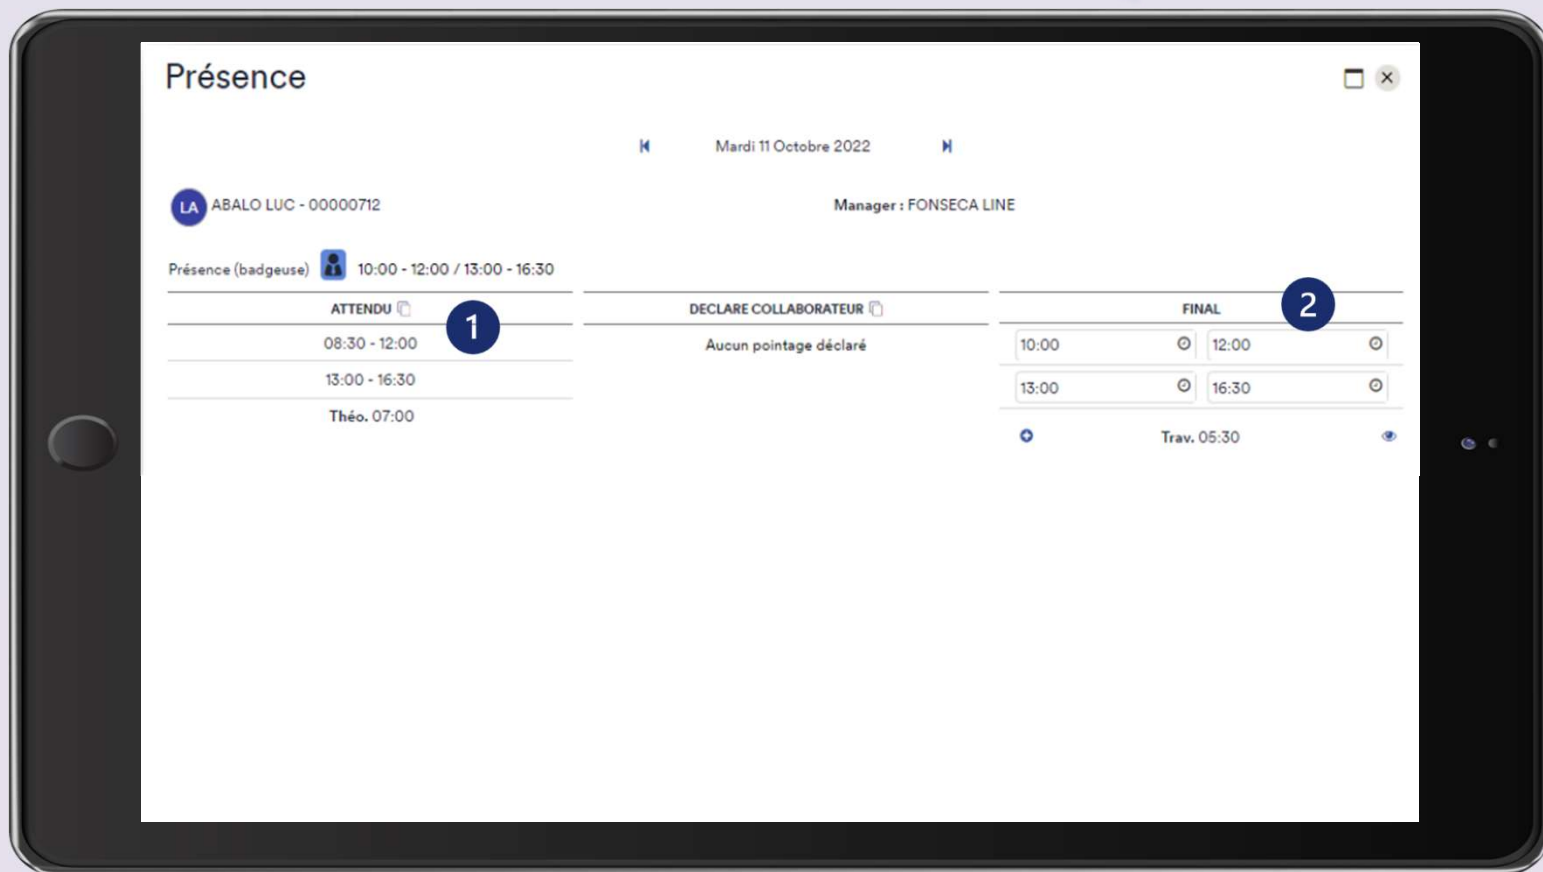 Présence
Mardi 11 Octobre 2022
LA ABALO LUC - 00000712 Manager : FONSECA LINE
Présence (badgeuse) 10:00 - 12:00 / 13:00 - 16:30
ATTENDU 1 DECLARE COLLABORATEUR FINAL 2
08:30 - 12:00 Aucun pointage déclaré 10:00 12:00
13:00 - 16:30 13:00 16:30
Théo. 07:00 Trav. 05:30